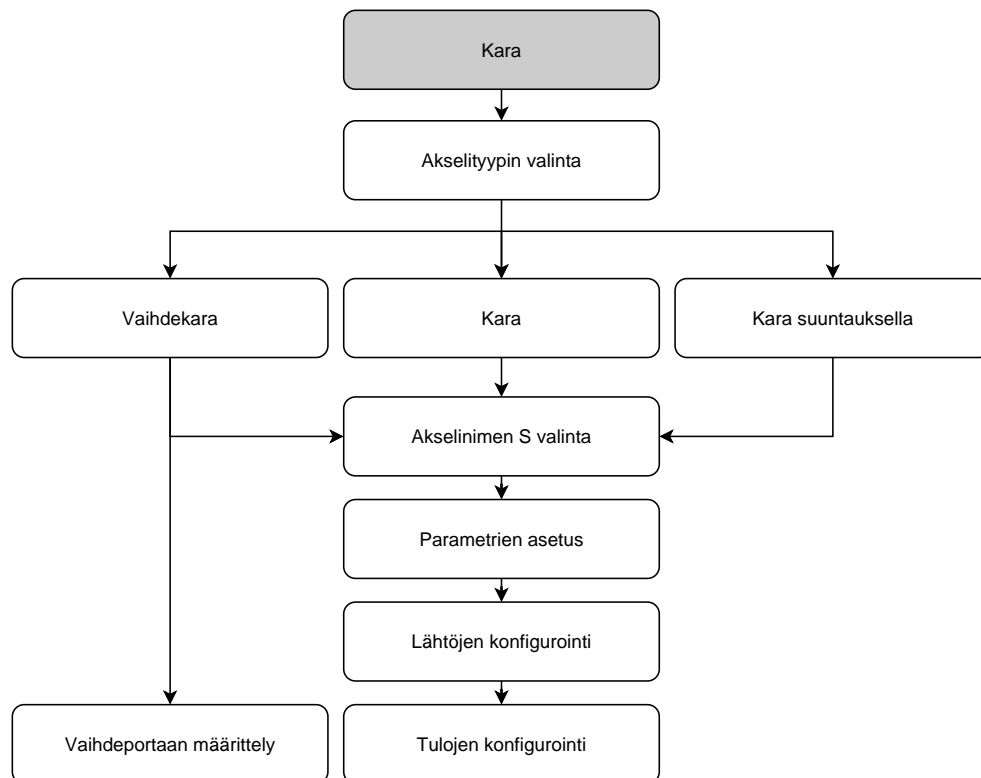 Kara
Akselityypin valinta
Vaihdekara
Kara
Kara suuntauksella
Akselinimen S valinta
Parametrien asetus
Lähtöjen konfigurointi
Vaihdeportaan määrittely
Tulojen konfigurointi